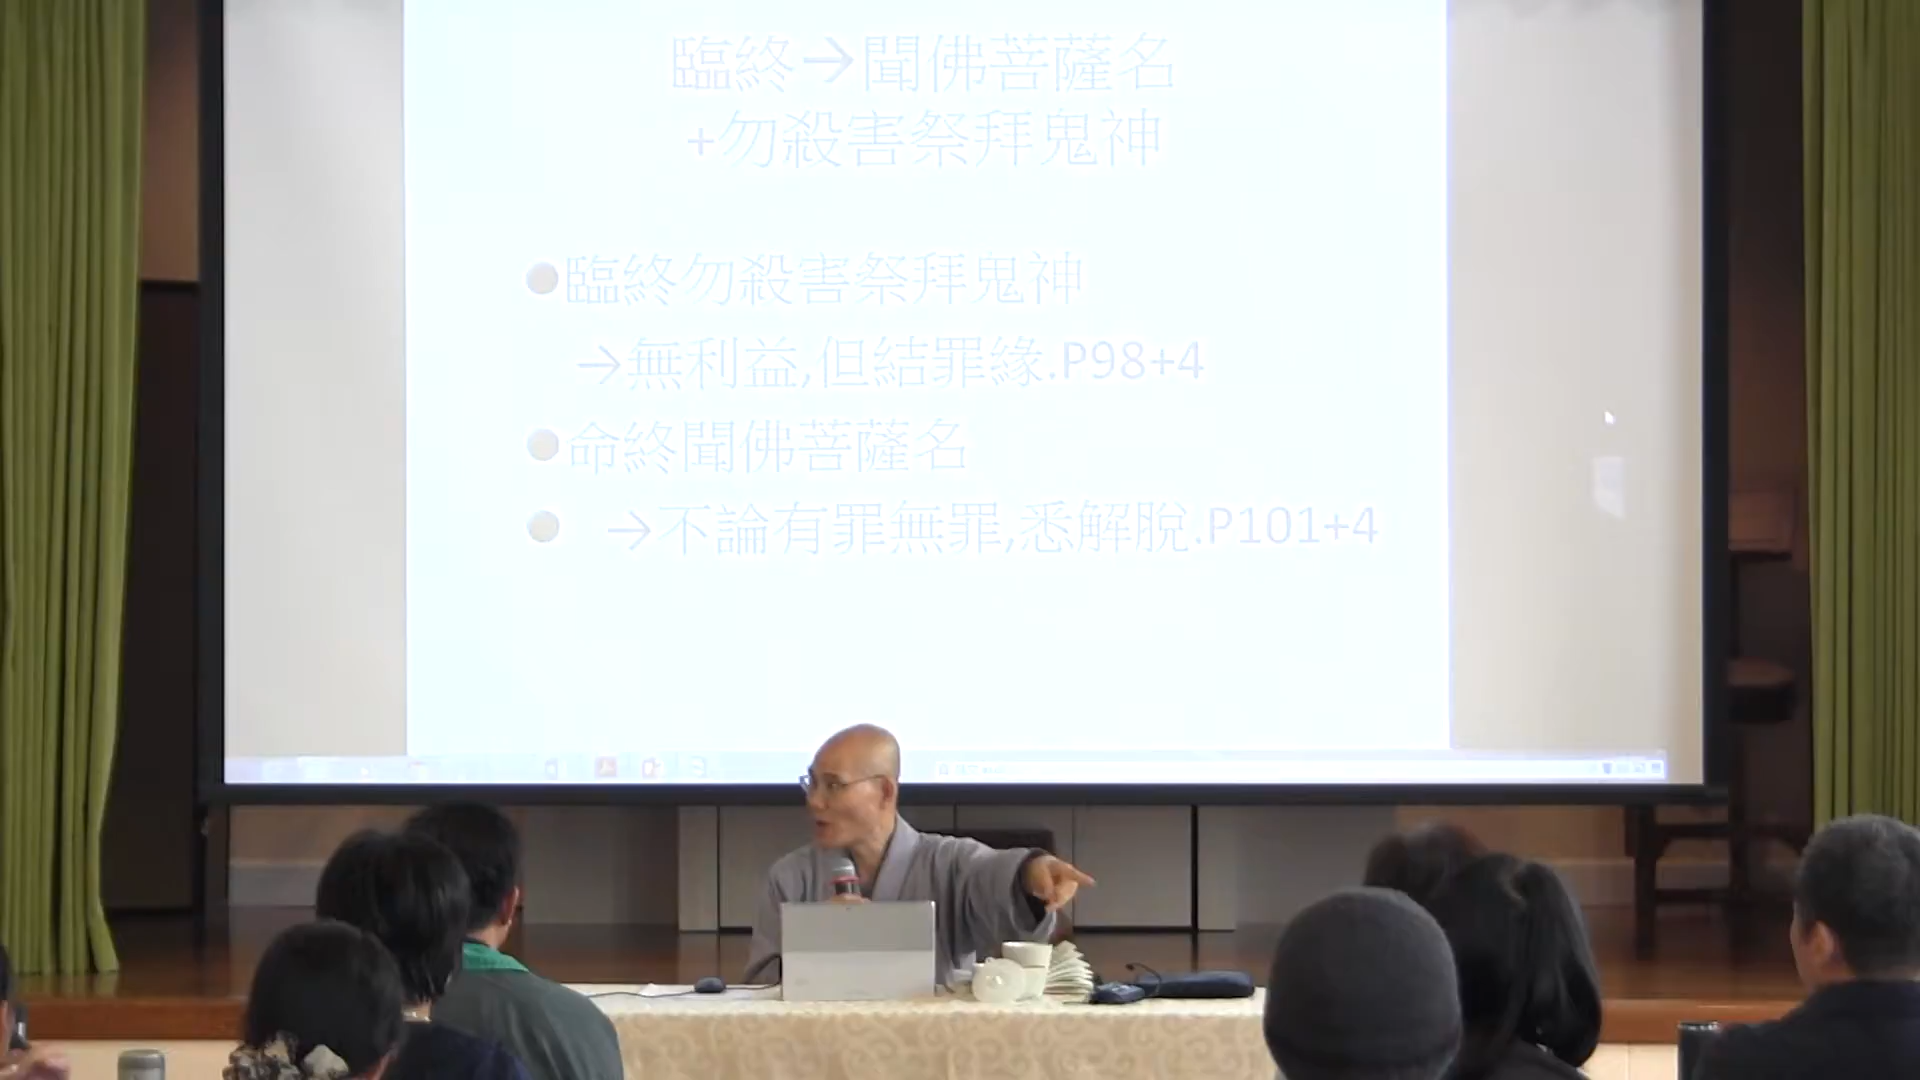 臨終→聞佛菩薩名
+勿殺害祭拜鬼神
●臨終勿殺害祭拜鬼神
→無利益,但結罪緣.P98+4
●命終聞佛菩薩名
● →不論有罪無罪,悉解脫.P101+4